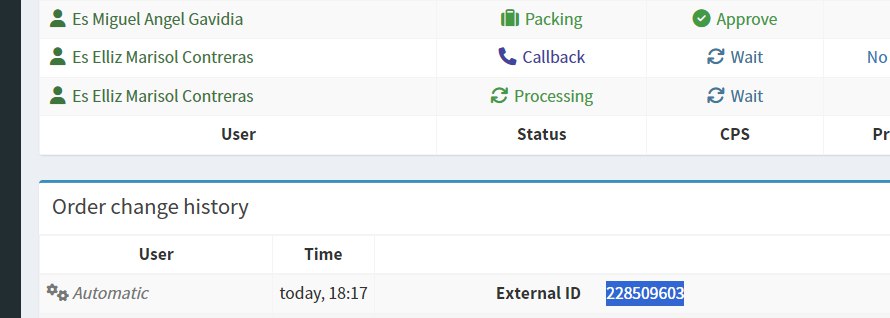 Es Miguel Angel Gavidia Packing Approve
Es Elliz Marisol Contreras Callback Wait No
Es Elliz Marisol Contreras Processing Wait
User Status CPS Pr
Order change history
User Time
Automatic today, 18:17 External ID 228509603